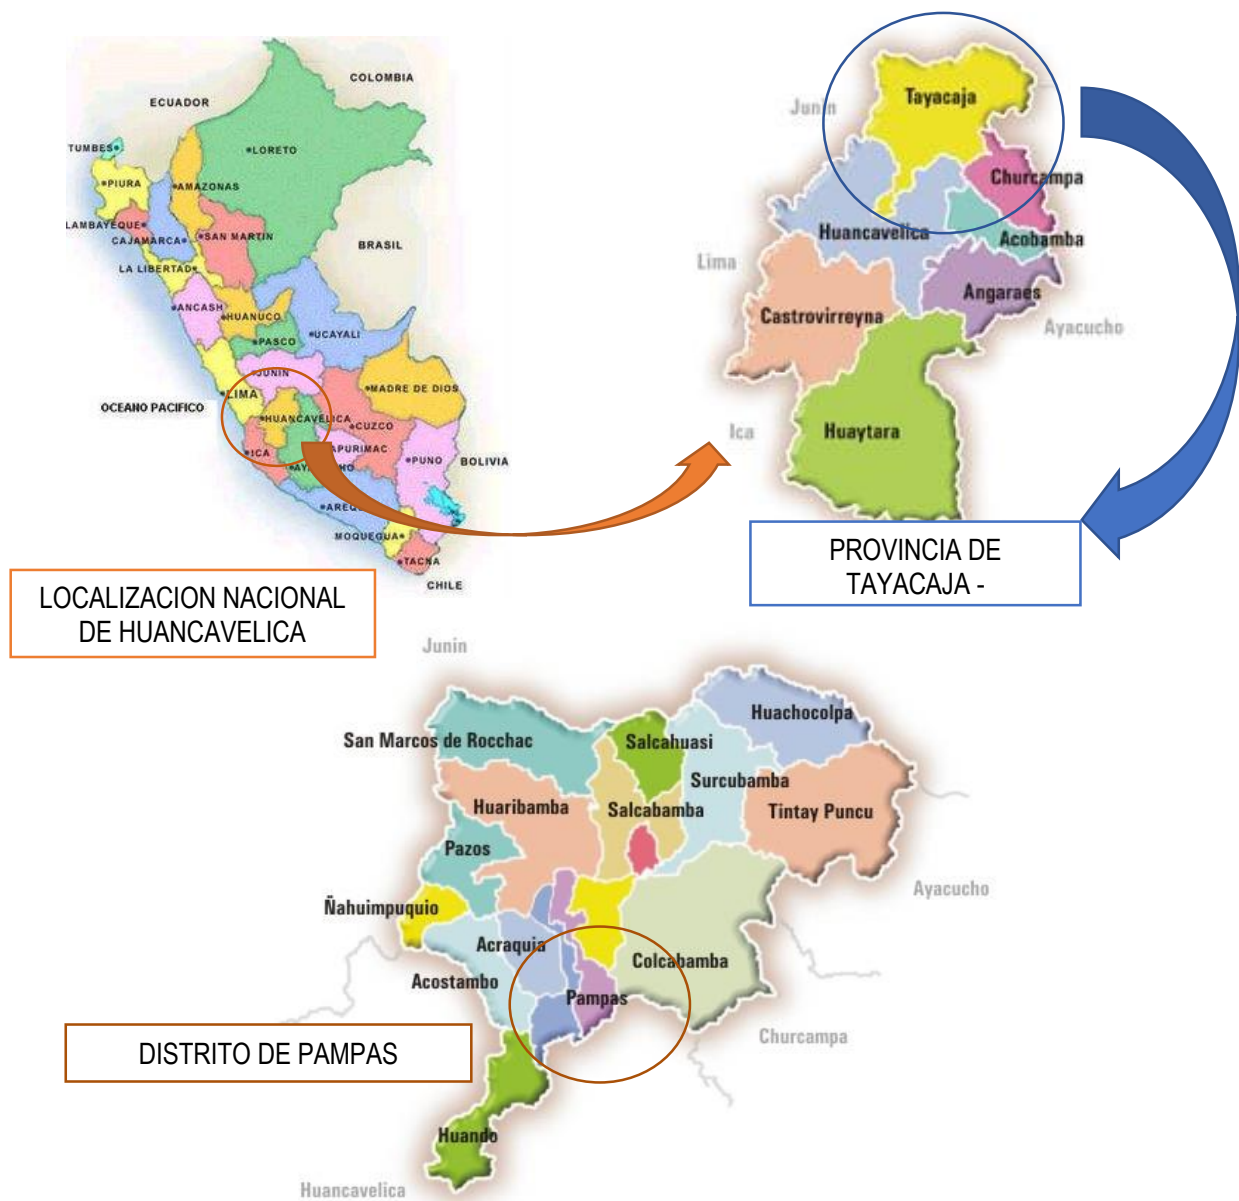 COLOMBIA
ECUADOR
TUMBES
LORETO
PIURA
AMAZONAS
LAMBAYEQUE
SAN MARTIN
CAJAMARCA
BRASIL
LA LIBERTAD
ANCASH
HUANUCO
UCAYALI
PASCO
JUNIN
MADRE DE DIOS
LIMA
OCEANO PACIFICO
HUANCAVELICA
CUZCO
ICA
APURIMAC
PUNO
BOLIVIA
AREQ
MOQUEGUA
TACNA
CHILE
LOCALIZACION NACIONAL
DE HUANCAVELICA
Tayacaja
Junin
Churcampa
Huancavelica
Acobamba
Lima
Angaraes
Castrovirreyna
Ayacucho
Ica
Huaytara
PROVINCIA DE
TAYACAJA -
Junin
Huachocolpa
San Marcos de Rocchac
Salcahuasi
Surcubamba
Huaribamba
Salcabamba
Tintay Puncu
Pazos
Ayacucho
Ñahuimpuquio
Acraquia
Colcabamba
Acostambo
Pampas
Churcampa
DISTRITO DE PAMPAS
Huando
Huancavelica